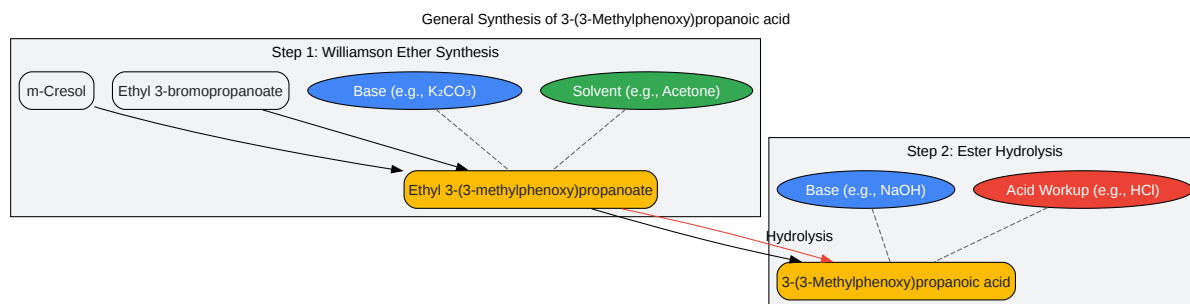 General Synthesis of 3-(3-Methylphenoxy)propanoic acid
Step 1: Williamson Ether Synthesis
m-Cresol
Ethyl 3-bromopropanoate
Base (e.g., K₂CO₃)
Solvent (e.g., Acetone)
Ethyl 3-(3-methylphenoxy)propanoate
Step 2: Ester Hydrolysis
Base (e.g., NaOH)
Acid Workup (e.g., HCl)
Hydrolysis
3-(3-Methylphenoxy)propanoic acid